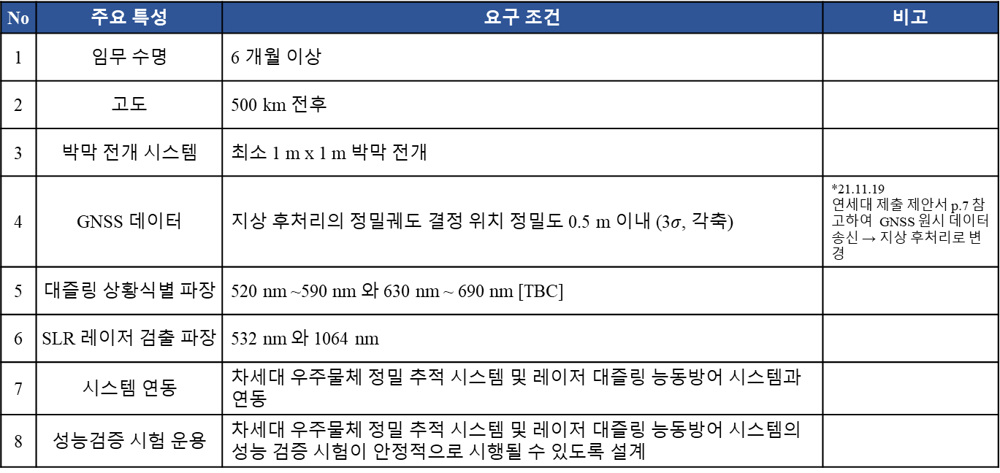 No 주요 특성 요구 조건 비고
1 임무 수명 6 개월 이상
2 고도 500 km 전후
3 박막 전개 시스템 최소 1 m x 1 m 박막 전개
4 GNSS 데이터 지상 후처리의 정밀궤도 결정 위치 정밀도 0.5 m 이내 (3𝜎, 각축)
*21.11.19
연세대 제출 제안서 p.7 참
고하여 GNSS 원시 데이터
송신 → 지상 후처리로 변
경
5 대즐링 상황식별 파장 520 nm ~590 nm 와 630 nm ~ 690 nm [TBC]
6 SLR 레이저 검출 파장 532 nm 와 1064 nm
7 시스템 연동 차세대 우주물체 정밀 추적 시스템 및 레이저 대즐링 능동방어 시스템과
연동
8 성능검증 시험 운용 차세대 우주물체 정밀 추적 시스템 및 레이저 대즐링 능동방어 시스템의
성능 검증 시험이 안정적으로 시행될 수 있도록 설계